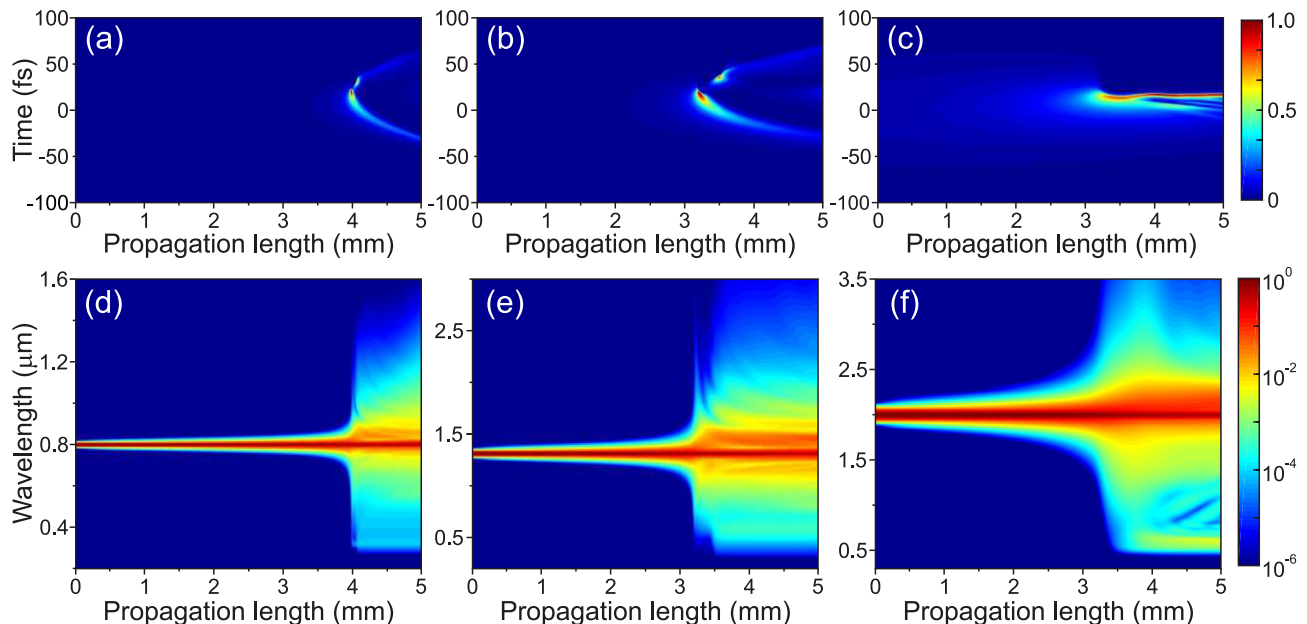 (a) (b) (c)
100 50 0 -50 -100
Time (fs)
0 1 2 3 4 5
Propagation length (mm)
100 50 0 -50 -100
0 1 2 3 4 5
Propagation length (mm)
100 50 0 -50 -100
0 1 2 3 4 5
Propagation length (mm)
1.0
0.5
0
(d) (e) (f)
1.6 1.2 0.8 0.4
Wavelength (μm)
0 1 2 3 4 5
Propagation length (mm)
2.5 1.5 0.5
0 1 2 3 4 5
Propagation length (mm)
3.5 2.5 1.5 0.5
0 1 2 3 4 5
Propagation length (mm)
10⁰
10⁻²
10⁻⁴
10⁻⁶